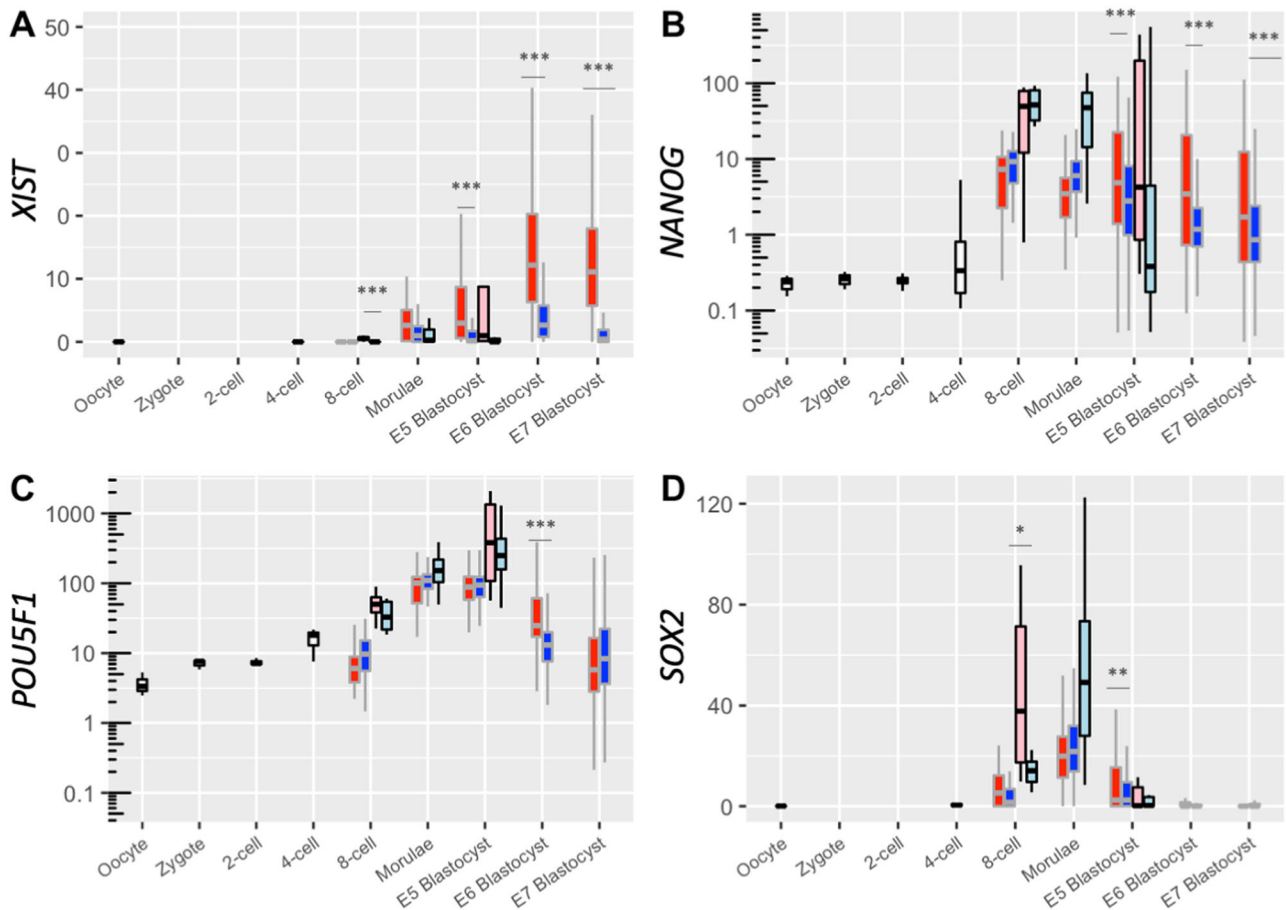 A
XIST
50
40
0
0
10
0
***
***
***
***
Oocyte
Zygote
2-cell
4-cell
8-cell
Morulae
E5 Blastocyst
E6 Blastocyst
E7 Blastocyst
B
NANOG
100
10
1
0.1
***
***
***
Oocyte
Zygote
2-cell
4-cell
8-cell
Morulae
E5 Blastocyst
E6 Blastocyst
E7 Blastocyst
C
POU5F1
1000
100
10
1
0.1
***
Oocyte
Zygote
2-cell
4-cell
8-cell
Morulae
E5 Blastocyst
E6 Blastocyst
E7 Blastocyst
D
SOX2
120
80
40
0
*
**
Oocyte
Zygote
2-cell
4-cell
8-cell
Morulae
E5 Blastocyst
E6 Blastocyst
E7 Blastocyst